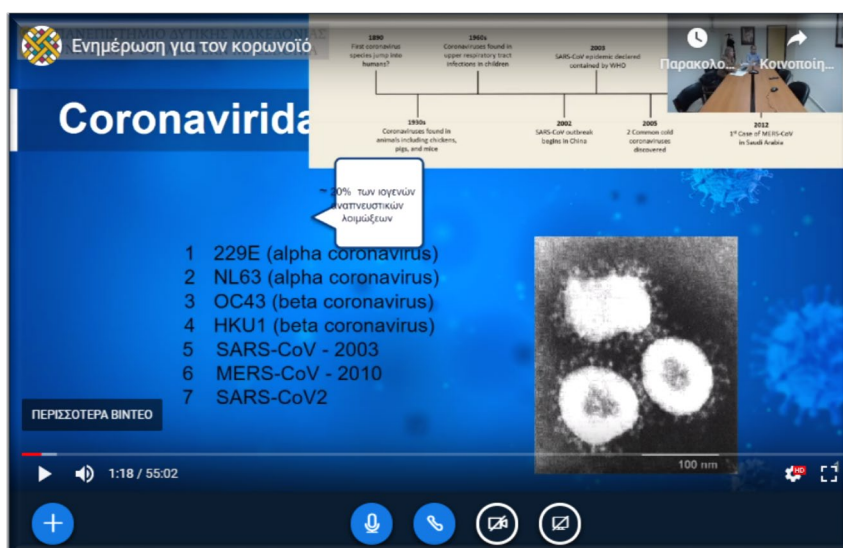 ΠΑΝΕΠΙΣΤΗΜΙΟ ΔΥΤΙΚΗΣ ΜΑΚΕΔΟΝΙΑΣ
Ενημέρωση για τον κορωνοϊό
Παρακολο...
Κοινοποίη...
1890
First coronavirus
species jump into
humans?
1960s
Coronaviruses found in
upper respiratory tract
infections in children
2003
SARS-CoV epidemic declared
contained by WHO
1930s
Coronaviruses found in
animals including chickens,
pigs, and mice
2002
SARS-CoV outbreak
begins in China
2005
2 Common cold
coronaviruses
discovered
2012
1st Case of MERS-CoV
in Saudi Arabia
Coronavirida
~ 20% των ιογενών
αναπνευστικών
λοιμώξεων
1 229E (alpha coronavirus)
2 NL63 (alpha coronavirus)
3 OC43 (beta coronavirus)
4 HKU1 (beta coronavirus)
5 SARS-CoV - 2003
6 MERS-CoV - 2010
7 SARS-CoV2
100 nm
ΠΕΡΙΣΣΟΤΕΡΑ ΒΙΝΤΕΟ
1:18 / 55:02
HD